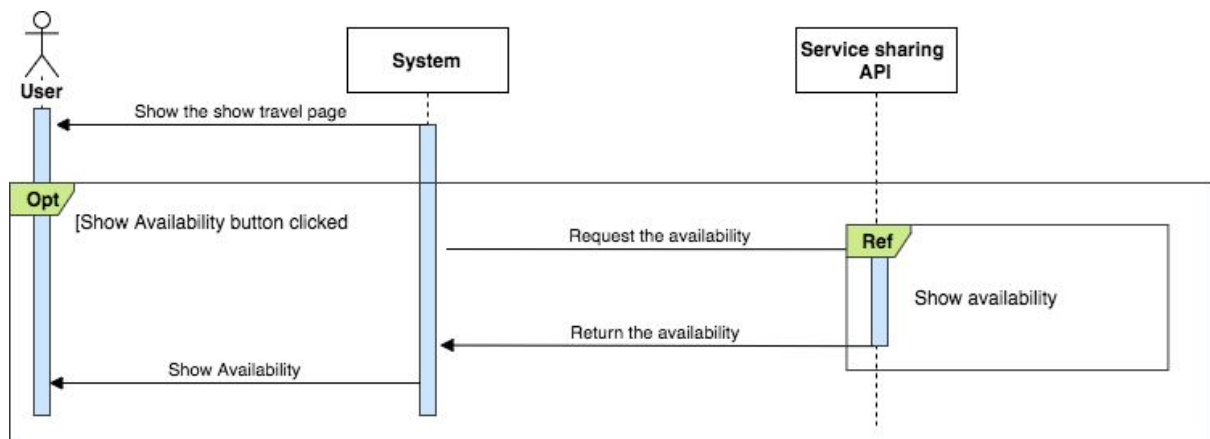 User
System
Service sharing
API
Show the show travel page
Opt
[Show Availability button clicked
Request the availability
Ref
Show availability
Return the availability
Show Availability